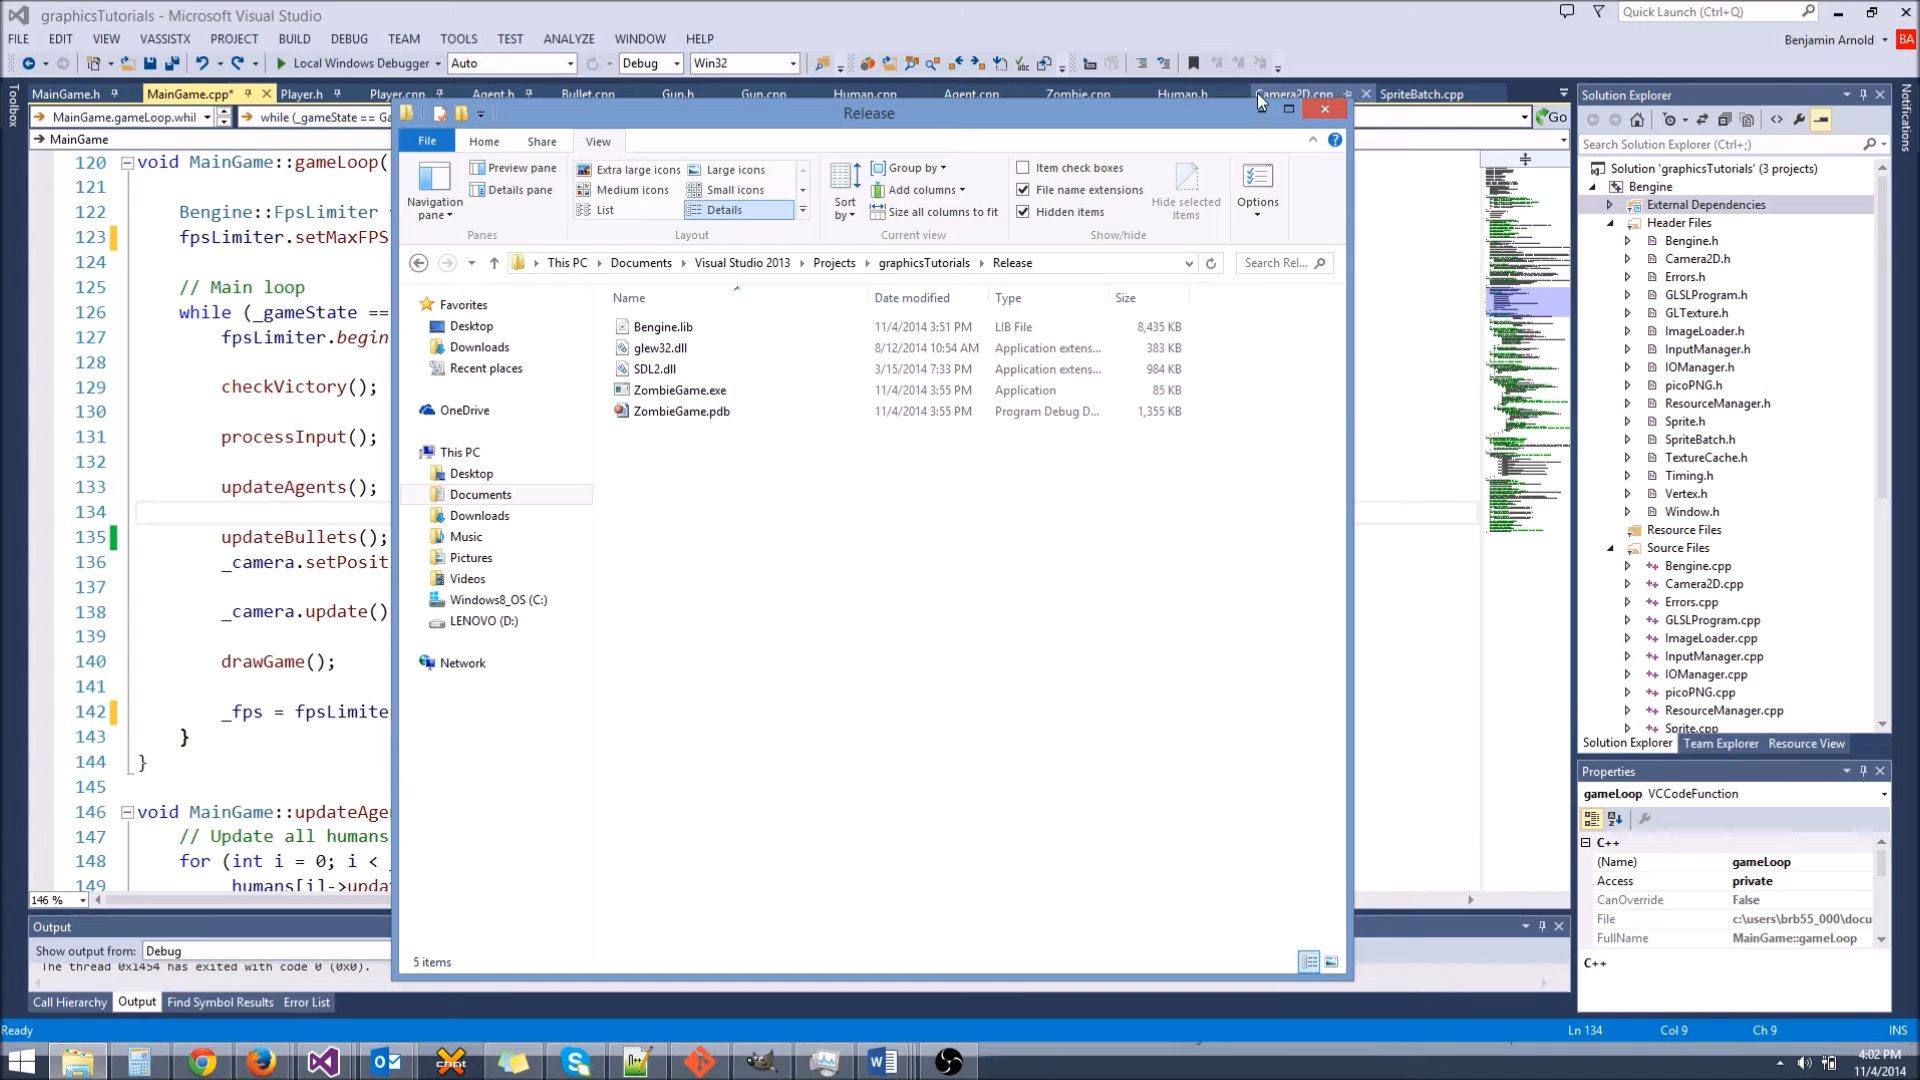 graphicsTutorials - Microsoft Visual Studio
Quick Launch (Ctrl+Q)
FILE EDIT VIEW VASSISTX PROJECT BUILD DEBUG TEAM TOOLS TEST ANALYZE WINDOW HELP
Benjamin Arnold BA
Local Windows Debugger Auto Debug Win32
Toolbox
Notifications
MainGame.h MainGame.cpp* Player.h Player.cpp Agent.h Bullet.cpp Gun.h Gun.cpp Human.cpp Agent.cpp Zombie.cpp Human.h Camera2D.cpp SpriteBatch.cpp
MainGame.gameLoop.whil while (_gameState == Ga Go
MainGame
120 void MainGame::gameLoop(
121
122 Bengine::FpsLimiter
123 fpsLimiter.setMaxFPS
124
125 // Main loop
126 while (_gameState ==
127 fpsLimiter.begin
128
129 checkVictory();
130
131 processInput();
132
133 updateAgents();
134
135 updateBullets();
136 _camera.setPosit
137
138 _camera.update()
139
140 drawGame();
141
142 _fps = fpsLimite
143 }
144 }
145
146 void MainGame::updateAge
147 // Update all humans
148 for (int i = 0; i <
149 humans[i]->upda
146 %
Output
Show output from: Debug
The thread 0x1454 has exited with code 0 (0x0).
Call Hierarchy Output Find Symbol Results Error List
Release
File Home Share View
Navigation pane
Preview pane
Details pane
Panes
Extra large icons Large icons
Medium icons Small icons
List Details
Layout
Sort by
Group by
Add columns
Size all columns to fit
Current view
Item check boxes
File name extensions
Hidden items
Hide selected items
Show/hide
Options
This PC Documents Visual Studio 2013 Projects graphicsTutorials Release
Search Rel...
Favorites
Desktop
Downloads
Recent places
OneDrive
This PC
Desktop
Documents
Downloads
Music
Pictures
Videos
Windows8_OS (C:)
LENOVO (D:)
Network
Name Date modified Type Size
Bengine.lib 11/4/2014 3:51 PM LIB File 8,435 KB
glew32.dll 8/12/2014 10:54 AM Application extens... 383 KB
SDL2.dll 3/15/2014 7:33 PM Application extens... 984 KB
ZombieGame.exe 11/4/2014 3:55 PM Application 85 KB
ZombieGame.pdb 11/4/2014 3:55 PM Program Debug D... 1,355 KB
5 items
Solution Explorer
Search Solution Explorer (Ctrl+;)
Solution 'graphicsTutorials' (3 projects)
Bengine
External Dependencies
Header Files
Bengine.h
Camera2D.h
Errors.h
GLSLProgram.h
GLTexture.h
ImageLoader.h
InputManager.h
IOManager.h
picoPNG.h
ResourceManager.h
Sprite.h
SpriteBatch.h
TextureCache.h
Timing.h
Vertex.h
Window.h
Resource Files
Source Files
Bengine.cpp
Camera2D.cpp
Errors.cpp
GLSLProgram.cpp
ImageLoader.cpp
InputManager.cpp
IOManager.cpp
picoPNG.cpp
ResourceManager.cpp
Sprite.cpp
Solution Explorer Team Explorer Resource View
Properties
gameLoop VCCodeFunction
C++
(Name) gameLoop
Access private
CanOverride False
File c:\users\brb55_000\docu
FullName MainGame::gameLoop
C++
Ready Ln 134 Col 9 Ch 9 INS
4:02 PM
11/4/2014